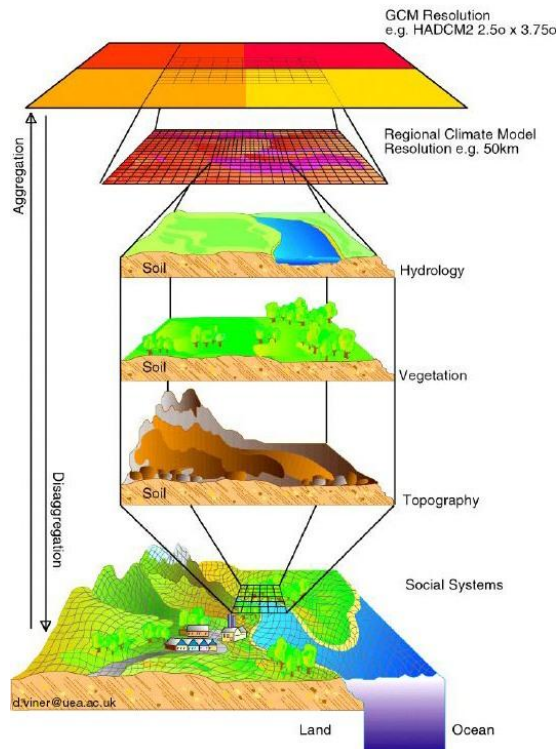 GCM Resolution
e.g. HADCM2 2.5o x 3.75o
Regional Climate Model
Resolution e.g. 50km
Aggregation
Soil
Hydrology
Soil
Vegetation
Soil
Topography
Disaggregation
Social Systems
d.viner@uea.ac.uk
Land
Ocean